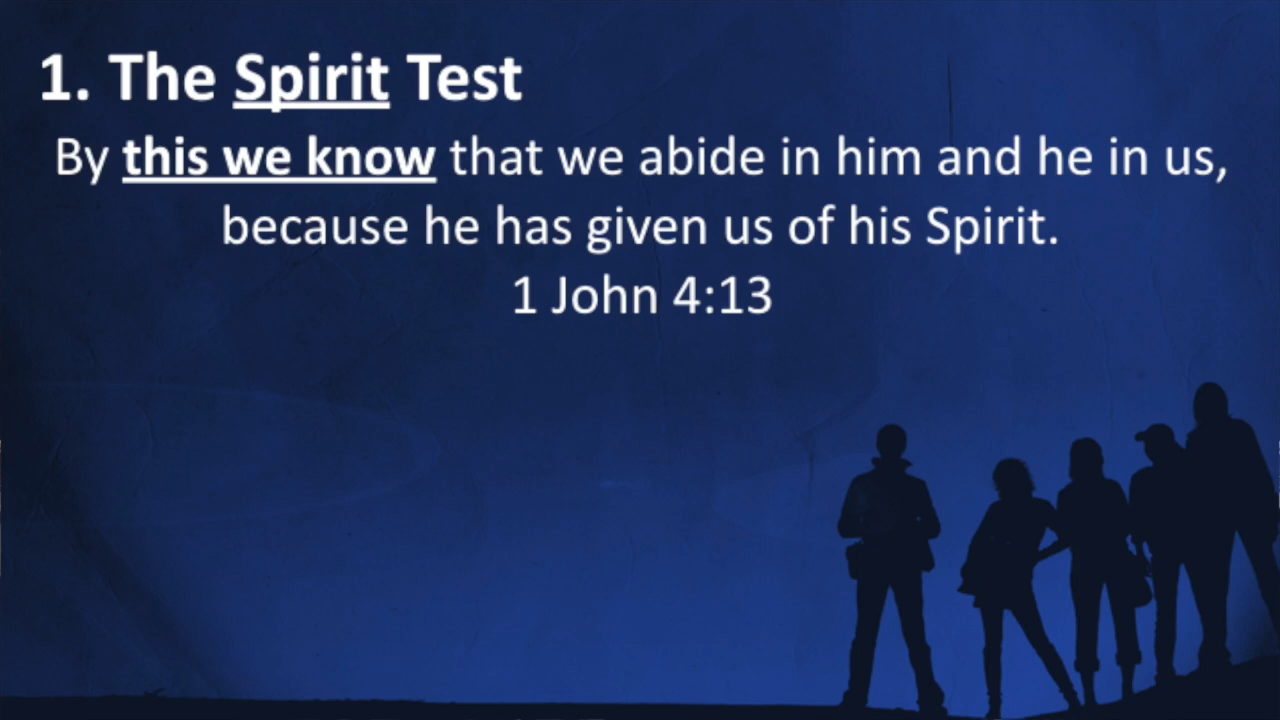 1. The Spirit Test
By this we know that we abide in him and he in us,
because he has given us of his Spirit.
1 John 4:13